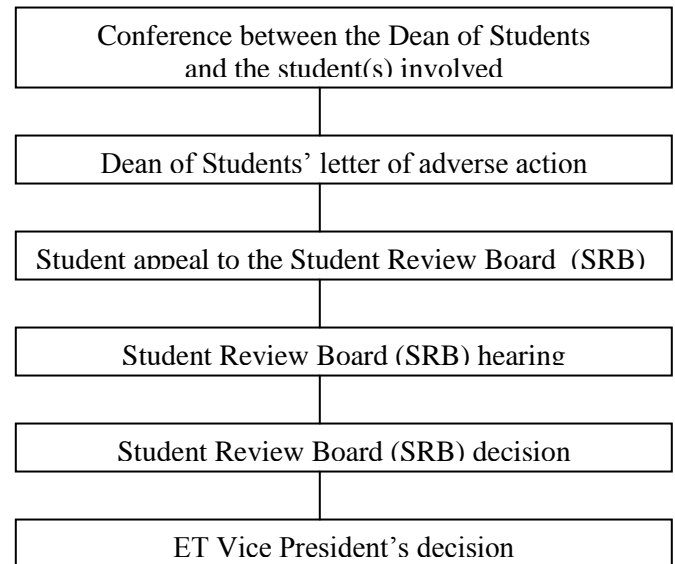 Conference between the Dean of Students
and the student(s) involved
Dean of Students’ letter of adverse action
Student appeal to the Student Review Board (SRB)
Student Review Board (SRB) hearing
Student Review Board (SRB) decision
ET Vice President’s decision